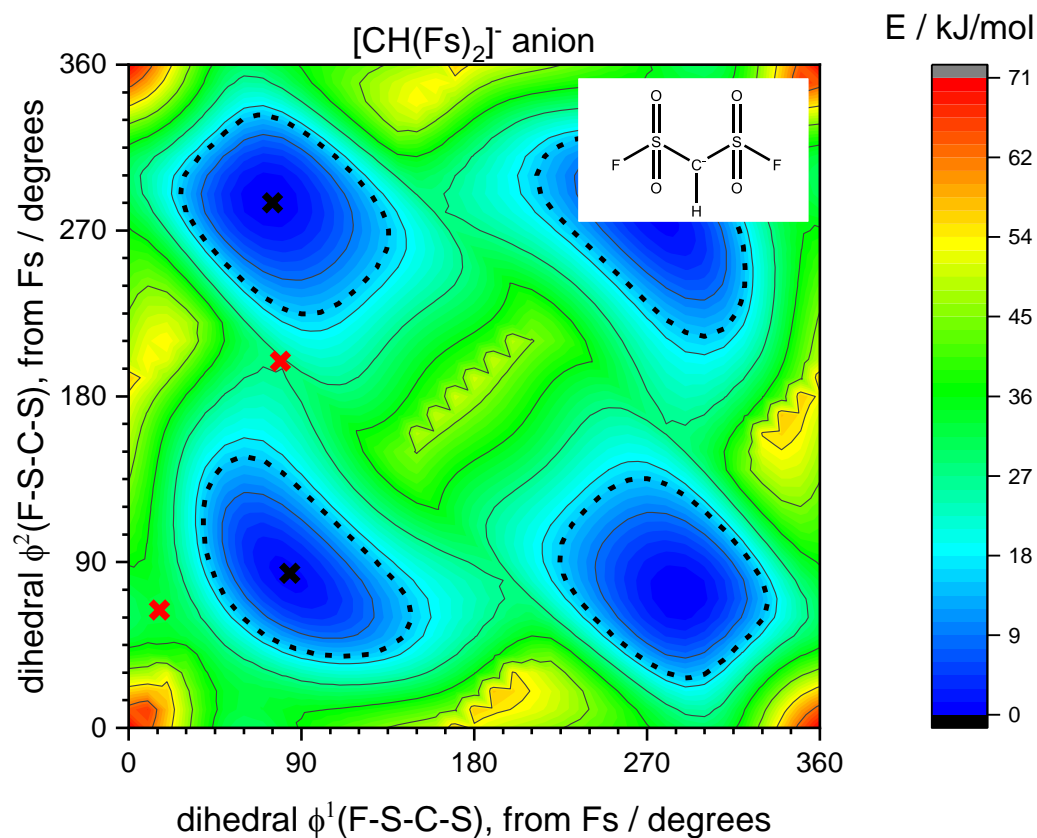 [CH(Fs)₂]⁻ anion
E / kJ/mol
dihedral ϕ²(F-S-C-S), from Fs / degrees
360
270
180
90
0
0 90 180 270 360
dihedral ϕ¹(F-S-C-S), from Fs / degrees
O O
F S C⁻ S F
O O
H
71
62
54
45
36
27
18
9
0